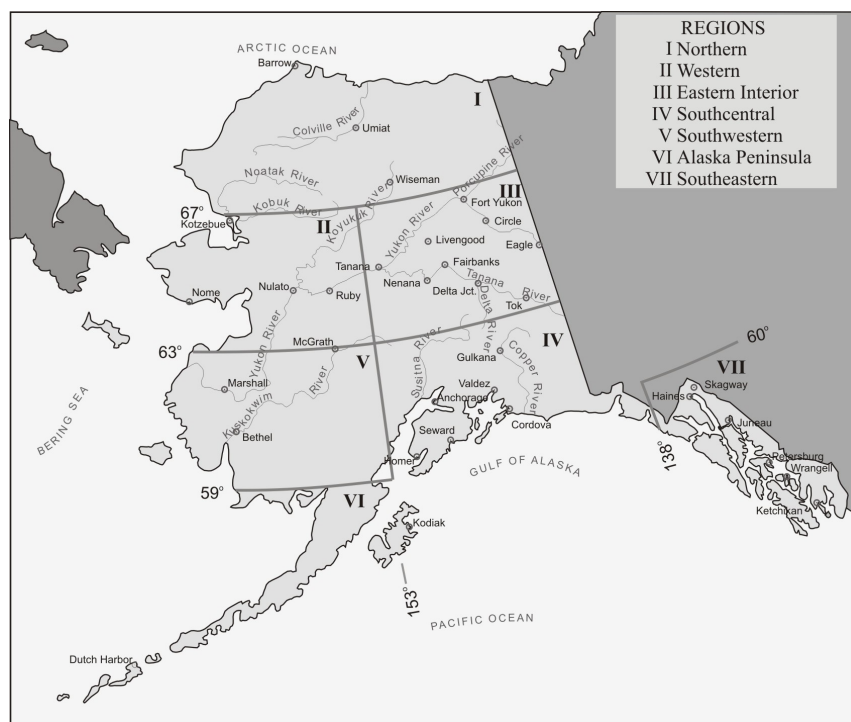 REGIONS
I Northern
II Western
III Eastern Interior
IV Southcentral
V Southwestern
VI Alaska Peninsula
VII Southeastern
ARCTIC OCEAN
Barrow
I
Colville River
Umiat
Noatak River
Wiseman
Porcupine River
67°
Kobuk River
Koyukuk River
III
Kotzebue
II
Fort Yukon
Circle
Yukon River
Livengood
Eagle
Tanana
Fairbanks
Nenana
Tanana River
Nulato
Ruby
Delta Jct.
Nome
Tok
Delta River
63°
McGrath
IV
60°
Yukon River
V
Susitna River
Gulkana
Copper River
VII
Marshall
Kuskokwim River
Valdez
Skagway
Haines
Anchorage
BERING SEA
Cordova
Juneau
Bethel
Seward
138°
Homer
GULF OF ALASKA
Petersburg
Wrangell
59°
VI
Ketchikan
Kodiak
153°
PACIFIC OCEAN
Dutch Harbor